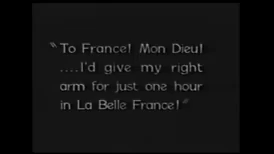 "To France! Mon Dieu!
....I'd give my right
arm for just one hour
in La Belle France!"